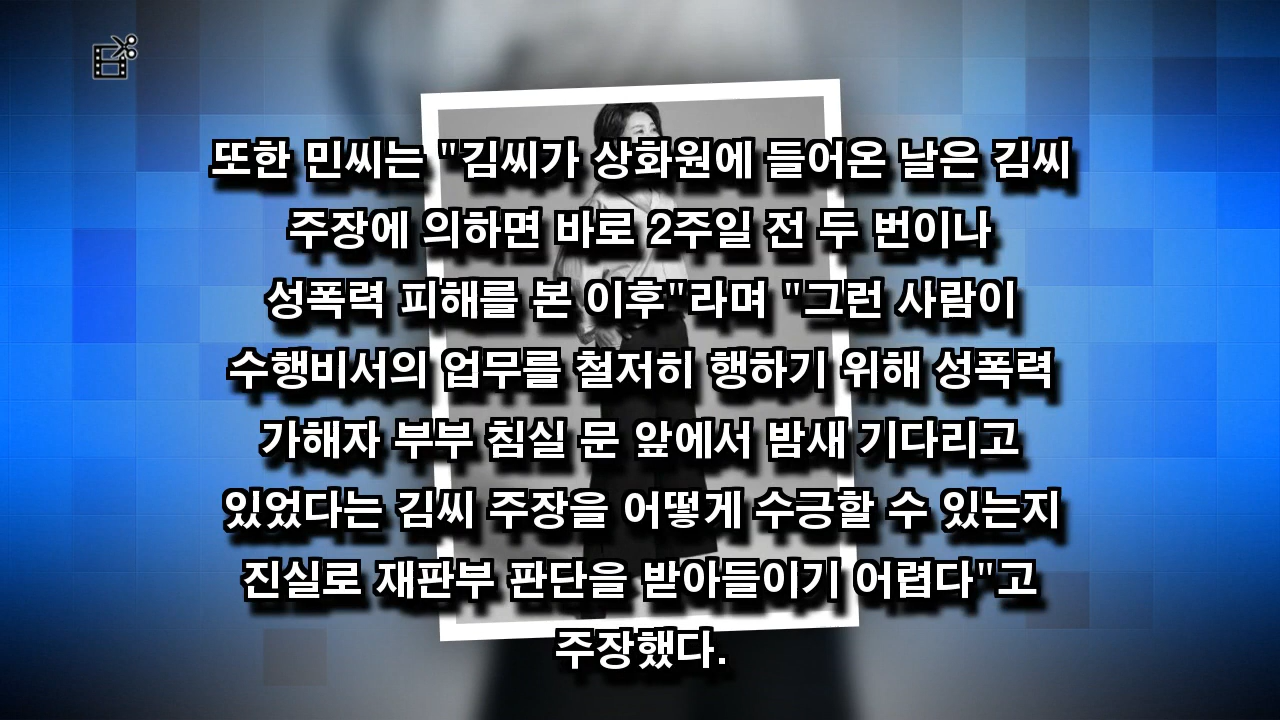 또한 민씨는 "김씨가 상화원에 들어온 날은 김씨
주장에 의하면 바로 2주일 전 두 번이나
성폭력 피해를 본 이후"라며 "그런 사람이
수행비서의 업무를 철저히 행하기 위해 성폭력
가해자 부부 침실 문 앞에서 밤새 기다리고
있었다는 김씨 주장을 어떻게 수긍할 수 있는지
진실로 재판부 판단을 받아들이기 어렵다"고
주장했다.